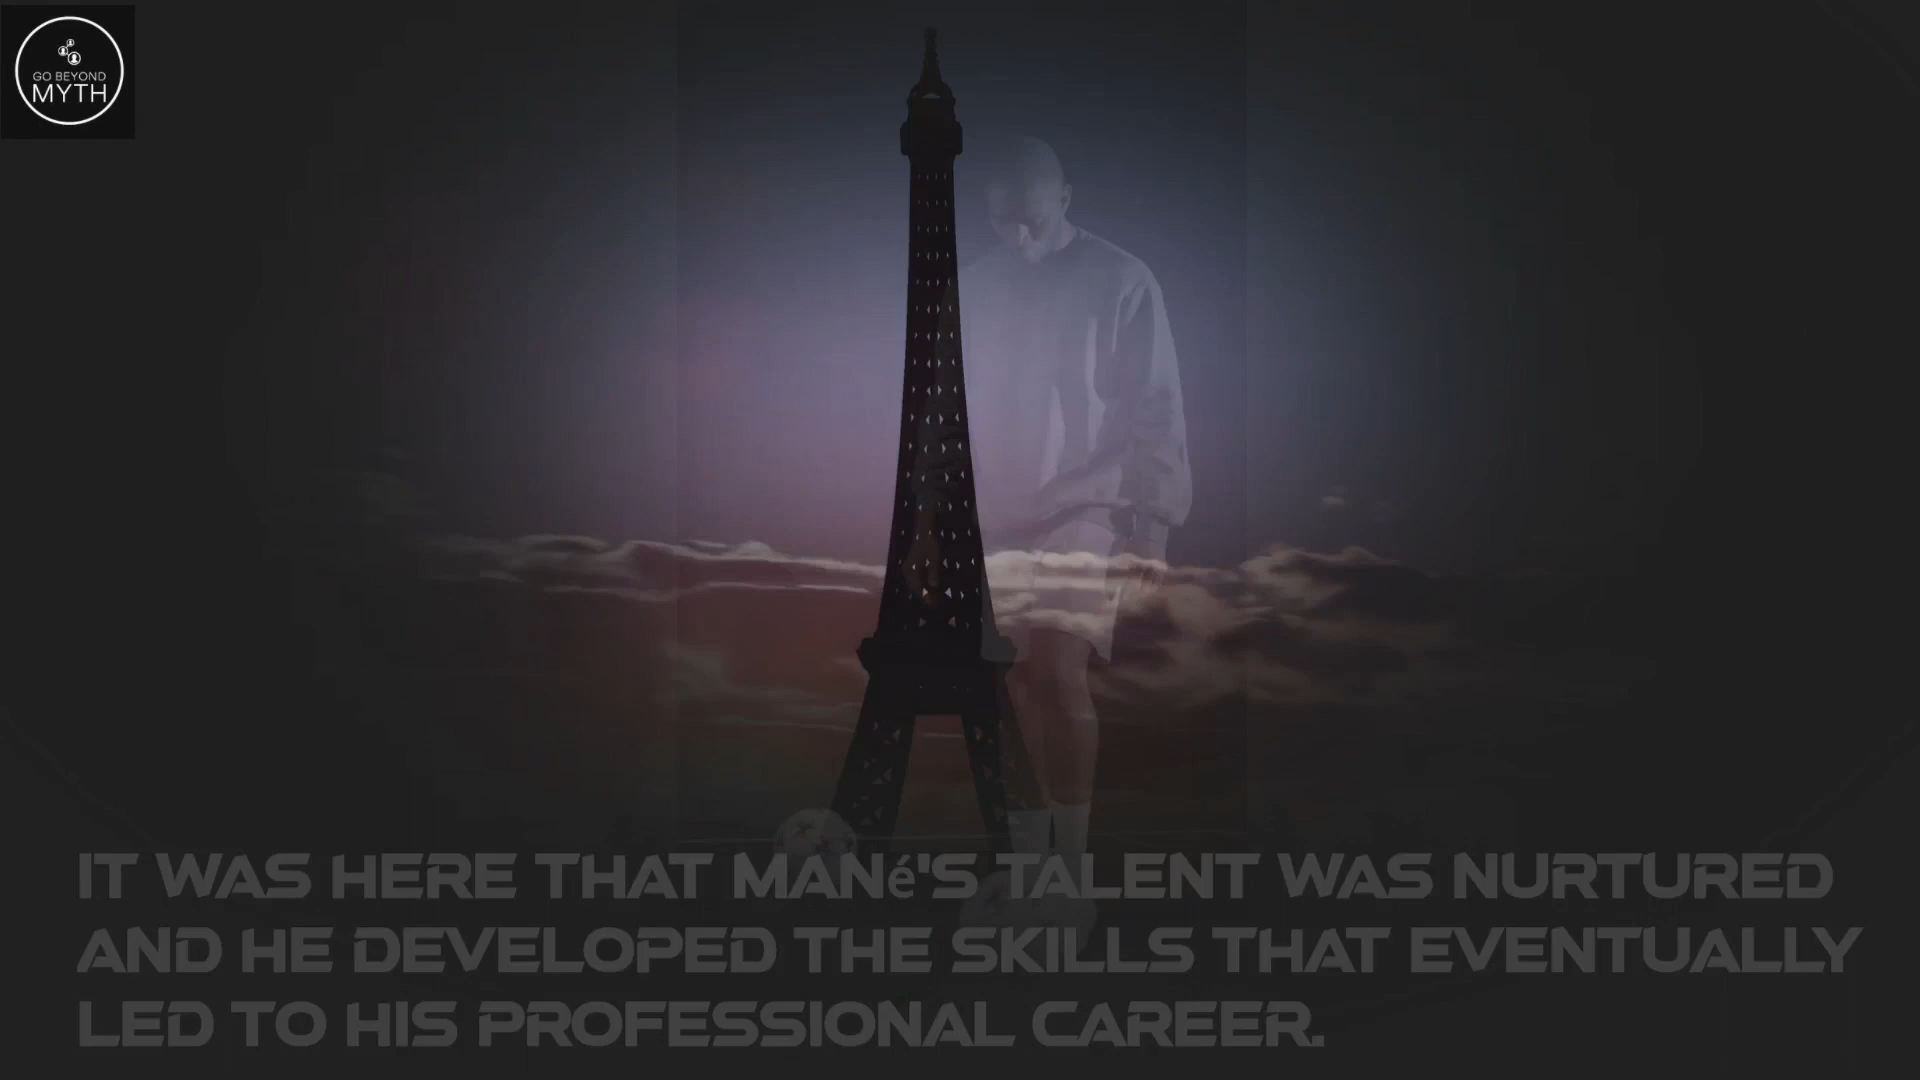 GO BEYOND
MYTH
IT WAS HERE THAT MANé'S TALENT WAS NURTURED
AND HE DEVELOPED THE SKILLS THAT EVENTUALLY
LED TO HIS PROFESSIONAL CAREER.